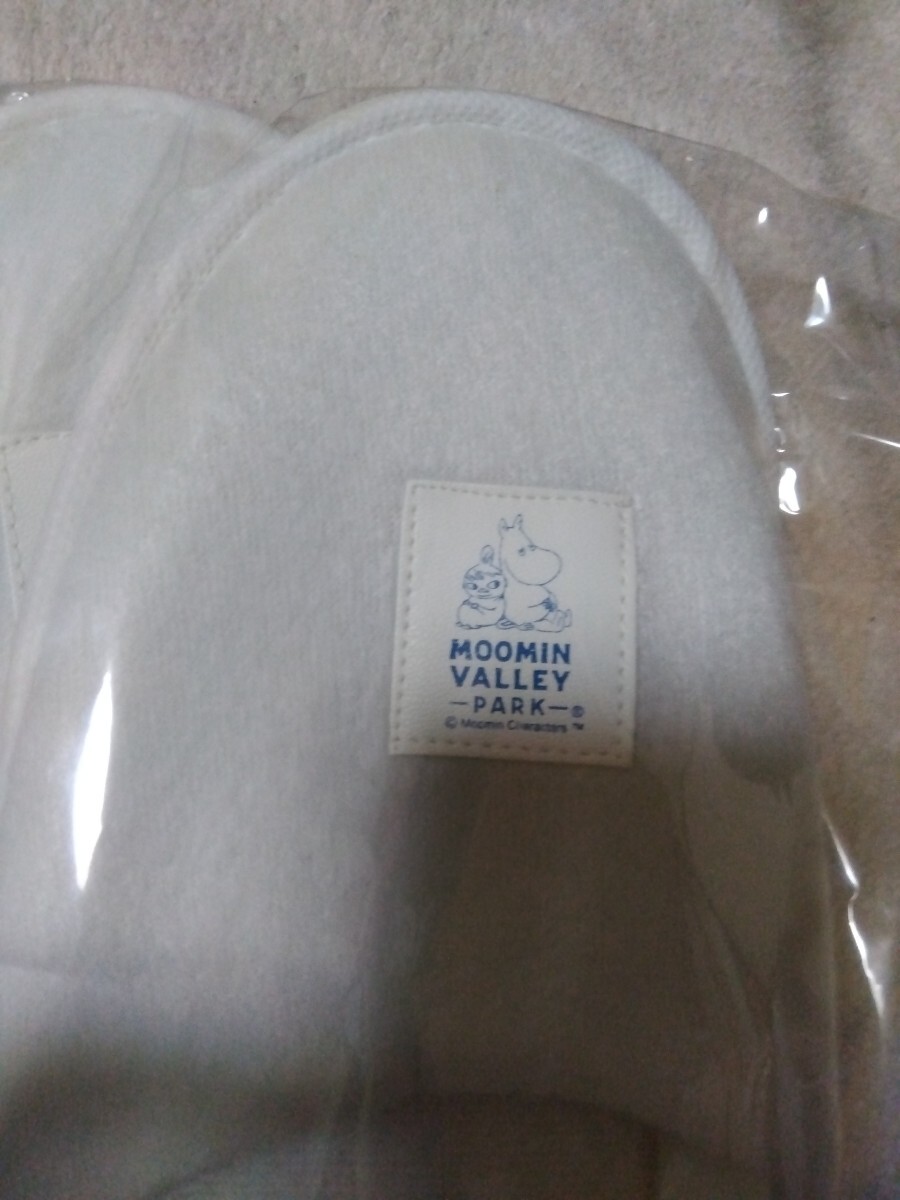 MOOMIN
VALLEY
—PARK—®
© Moomin Characters ™